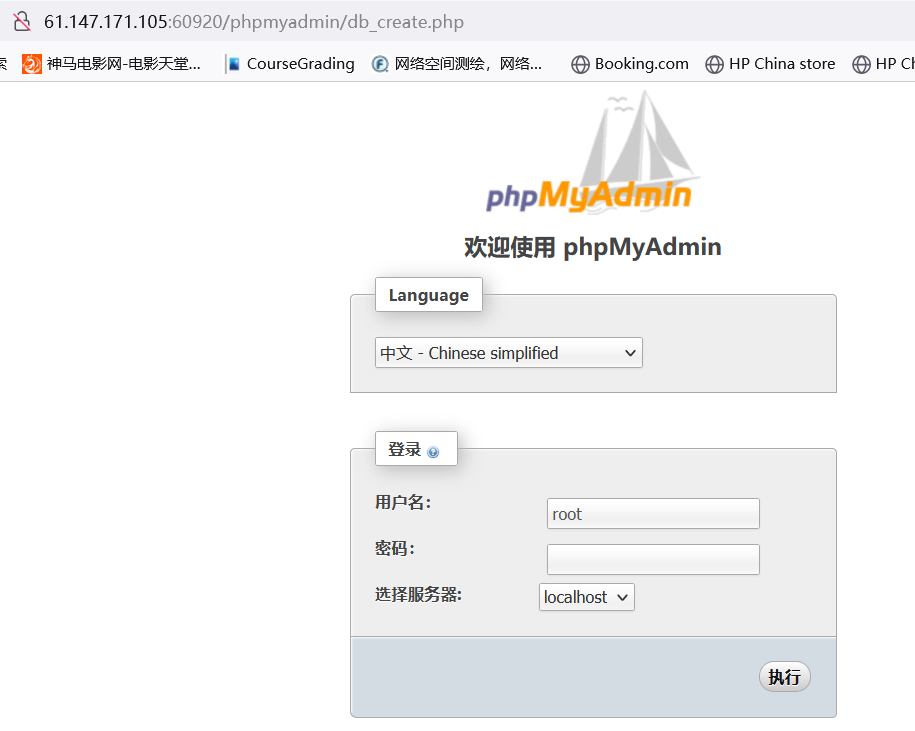 61.147.171.105:60920/phpmyadmin/db_create.php
神马电影网-电影天堂... CourseGrading 网络空间测绘，网络... Booking.com HP China store HP Ch
phpMyAdmin
欢迎使用 phpMyAdmin
Language
中文 - Chinese simplified
登录
用户名：
root
密码：
选择服务器:
localhost
执行